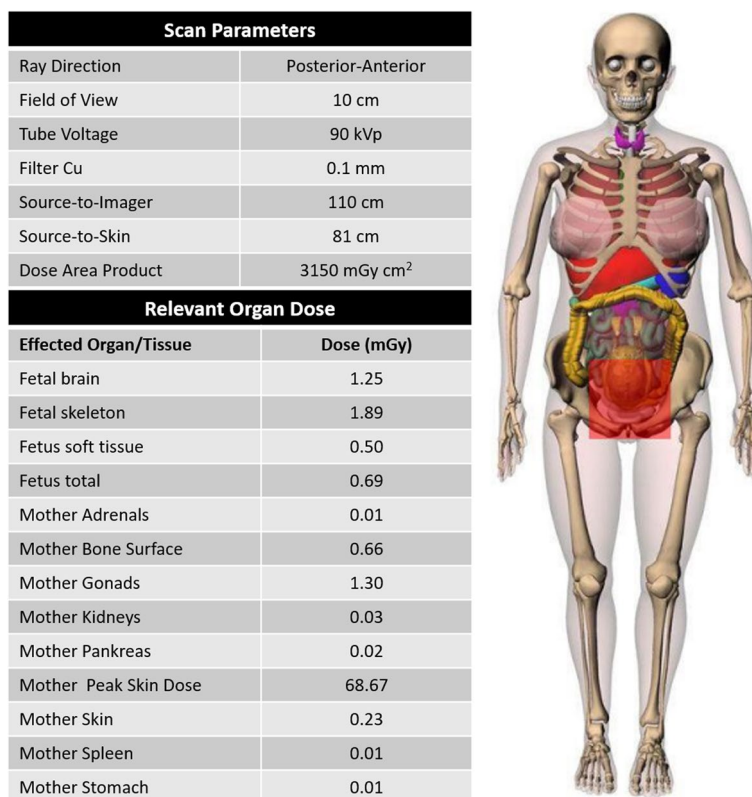 Scan Parameters
Ray Direction Posterior-Anterior
Field of View 10 cm
Tube Voltage 90 kVp
Filter Cu 0.1 mm
Source-to-Imager 110 cm
Source-to-Skin 81 cm
Dose Area Product 3150 mGy cm²
Relevant Organ Dose
Effected Organ/Tissue Dose (mGy)
Fetal brain 1.25
Fetal skeleton 1.89
Fetus soft tissue 0.50
Fetus total 0.69
Mother Adrenals 0.01
Mother Bone Surface 0.66
Mother Gonads 1.30
Mother Kidneys 0.03
Mother Pankreas 0.02
Mother Peak Skin Dose 68.67
Mother Skin 0.23
Mother Spleen 0.01
Mother Stomach 0.01